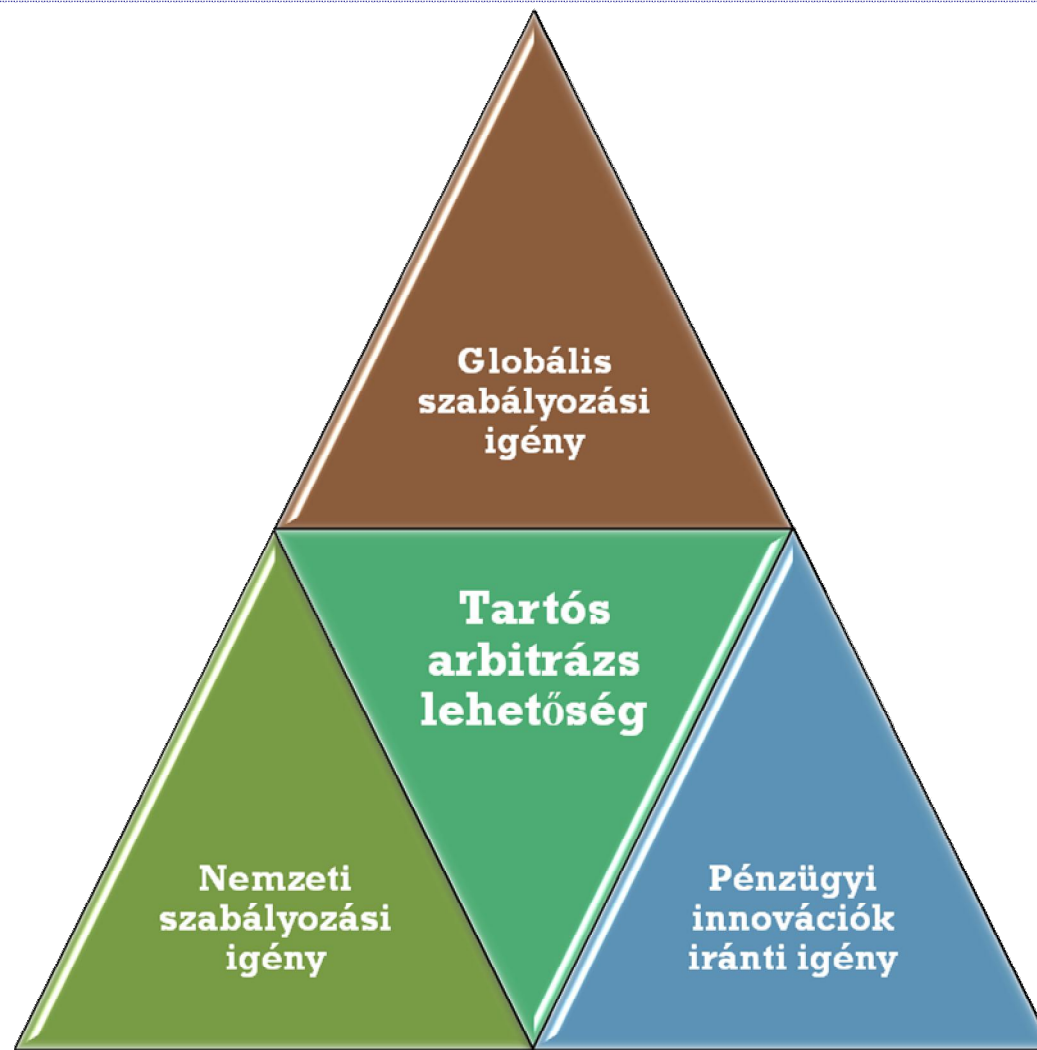 Globális
szabályozási
igény
Tartós
arbitrázs
lehetőség
Nemzeti
szabályozási
igény
Pénzügyi
innovációk
iránti igény